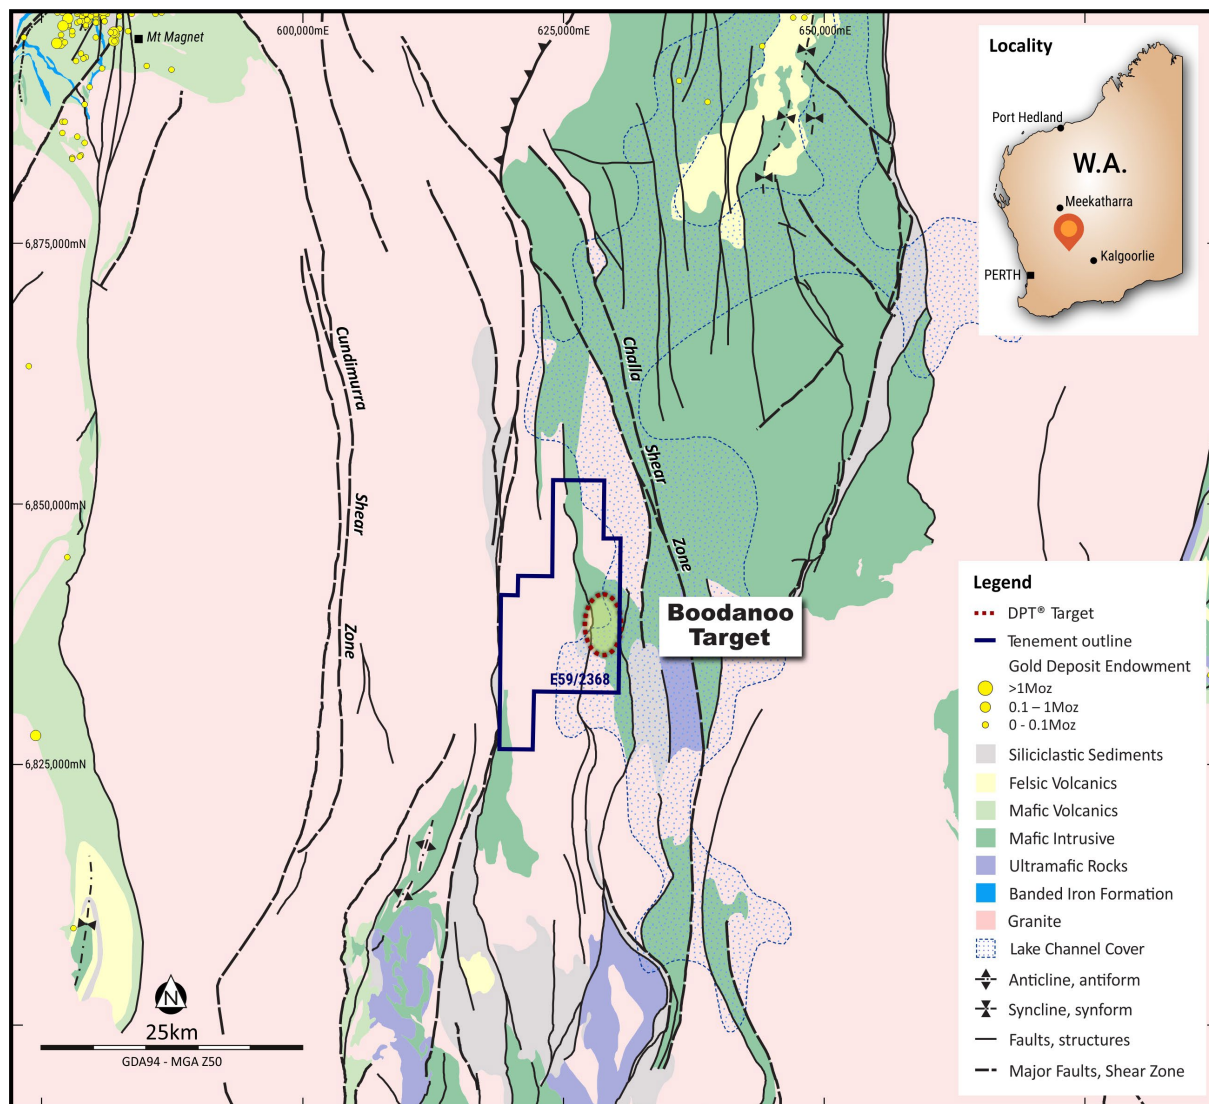 600,000mE
625,000mE
650,000mE
Mt Magnet
6,875,000mN
6,850,000mN
6,825,000mN
Cundimurra
Shear
Zone
Challa
Shear
Zone
Boodanoo
Target
E59/2368
N
25km
GDA94 - MGA Z50
Locality
Port Hedland
W.A.
Meekatharra
Kalgoorlie
PERTH
Legend
DPT® Target
Tenement outline
Gold Deposit Endowment
>1Moz
0.1 – 1Moz
0 - 0.1Moz
Siliciclastic Sediments
Felsic Volcanics
Mafic Volcanics
Mafic Intrusive
Ultramafic Rocks
Banded Iron Formation
Granite
Lake Channel Cover
Anticline, antiform
Syncline, synform
Faults, structures
Major Faults, Shear Zone